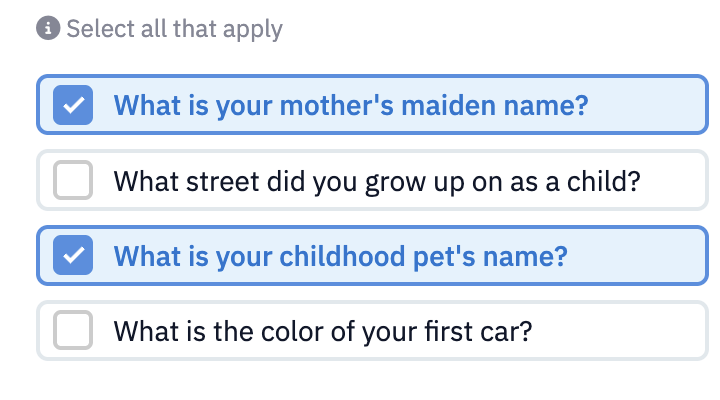 Select all that apply
What is your mother's maiden name?
What street did you grow up on as a child?
What is your childhood pet's name?
What is the color of your first car?